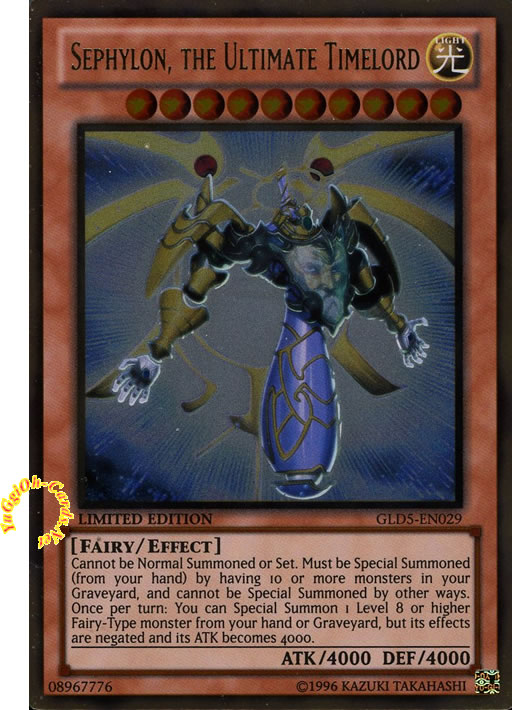 SEPHYLON, THE ULTIMATE TIMELORD
LIGHT
光
YuGgiOh-Cards.Net
LIMITED EDITION
GLD5-EN029
[FAIRY/EFFECT]
Cannot be Normal Summoned or Set. Must be Special Summoned
(from your hand) by having 10 or more monsters in your
Graveyard, and cannot be Special Summoned by other ways.
Once per turn: You can Special Summon 1 Level 8 or higher
Fairy-Type monster from your hand or Graveyard, but its effects
are negated and its ATK becomes 4000.
ATK/4000 DEF/4000
08967776
©1996 KAZUKI TAKAHASHI